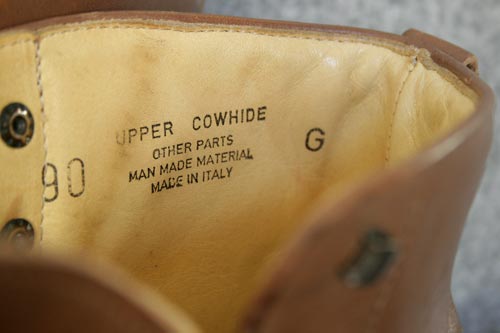 UPPER COWHIDE
OTHER PARTS
MAN MADE MATERIAL
MADE IN ITALY
G
90